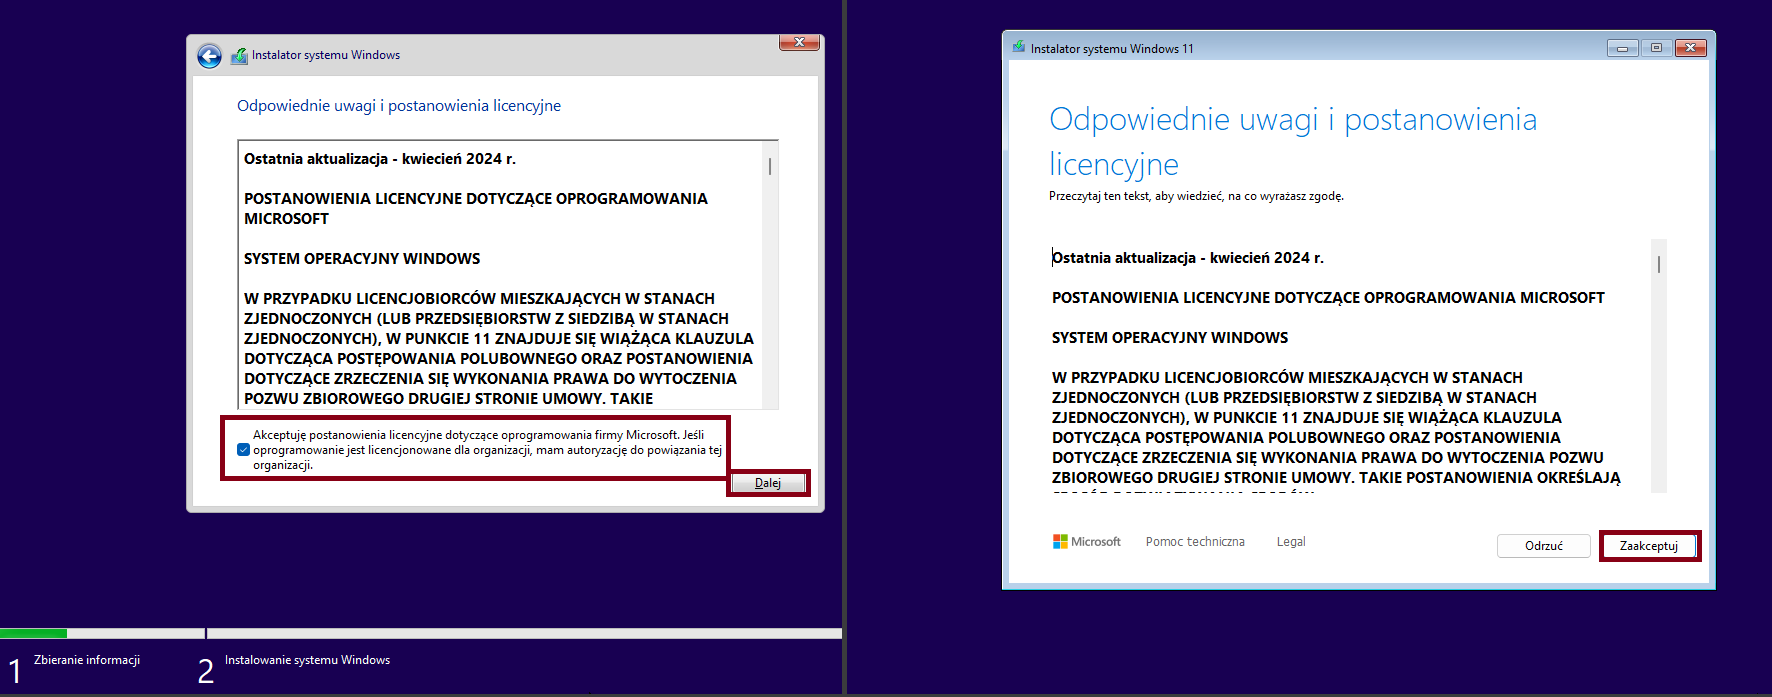 Instalator systemu Windows
Odpowiednie uwagi i postanowienia licencyjne
Ostatnia aktualizacja - kwiecień 2024 r.
POSTANOWIENIA LICENCYJNE DOTYCZĄCE OPROGRAMOWANIA
MICROSOFT
SYSTEM OPERACYJNY WINDOWS
W PRZYPADKU LICENCJOBIORCÓW MIESZKAJĄCYCH W STANACH
ZJEDNOCZONYCH (LUB PRZEDSIĘBIORSTW Z SIEDZIBĄ W STANACH
ZJEDNOCZONYCH), W PUNKCIE 11 ZNAJDUJE SIĘ WIĄŻĄCA KLAUZULA
DOTYCZĄCA POSTĘPOWANIA POLUBOWNEGO ORAZ POSTANOWIENIA
DOTYCZĄCE ZRZECZENIA SIĘ WYKONANIA PRAWA DO WYTOCZENIA
POZWU ZBIOROWEGO DRUGIEJ STRONIE UMOWY. TAKIE
Akceptuję postanowienia licencyjne dotyczące oprogramowania firmy Microsoft. Jeśli
oprogramowanie jest licencjonowane dla organizacji, mam autoryzację do powiązania tej
organizacji.
Dalej
1 Zbieranie informacji
2 Instalowanie systemu Windows
Instalator systemu Windows 11
Odpowiednie uwagi i postanowienia
licencyjne
Przeczytaj ten tekst, aby wiedzieć, na co wyrażasz zgodę.
Ostatnia aktualizacja - kwiecień 2024 r.
POSTANOWIENIA LICENCYJNE DOTYCZĄCE OPROGRAMOWANIA MICROSOFT
SYSTEM OPERACYJNY WINDOWS
W PRZYPADKU LICENCJOBIORCÓW MIESZKAJĄCYCH W STANACH
ZJEDNOCZONYCH (LUB PRZEDSIĘBIORSTW Z SIEDZIBĄ W STANACH
ZJEDNOCZONYCH), W PUNKCIE 11 ZNAJDUJE SIĘ WIĄŻĄCA KLAUZULA
DOTYCZĄCA POSTĘPOWANIA POLUBOWNEGO ORAZ POSTANOWIENIA
DOTYCZĄCE ZRZECZENIA SIĘ WYKONANIA PRAWA DO WYTOCZENIA POZWU
ZBIOROWEGO DRUGIEJ STRONIE UMOWY. TAKIE POSTANOWIENIA OKREŚLAJĄ
Microsoft
Pomoc techniczna
Legal
Odrzuć
Zaakceptuj